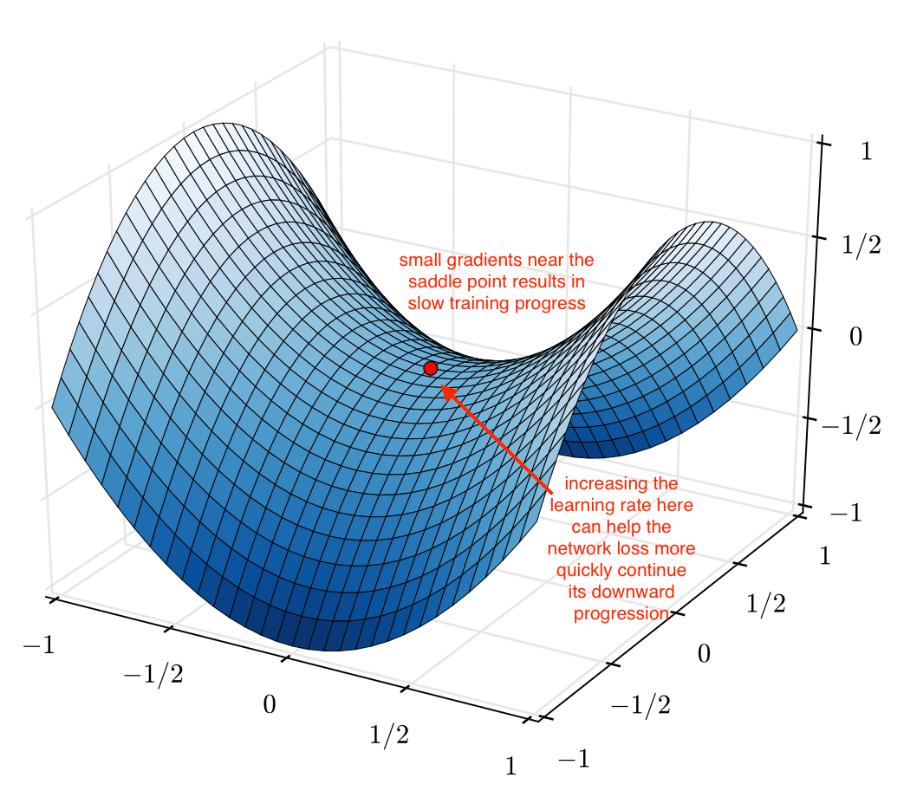 1
1/2
small gradients near the
saddle point results in
slow training progress
0
−1/2
increasing the
learning rate here
can help the
network loss more
quickly continue
its downward
progression
−1
1
1/2
0
−1/2
−1
−1
−1/2
0
1/2
1